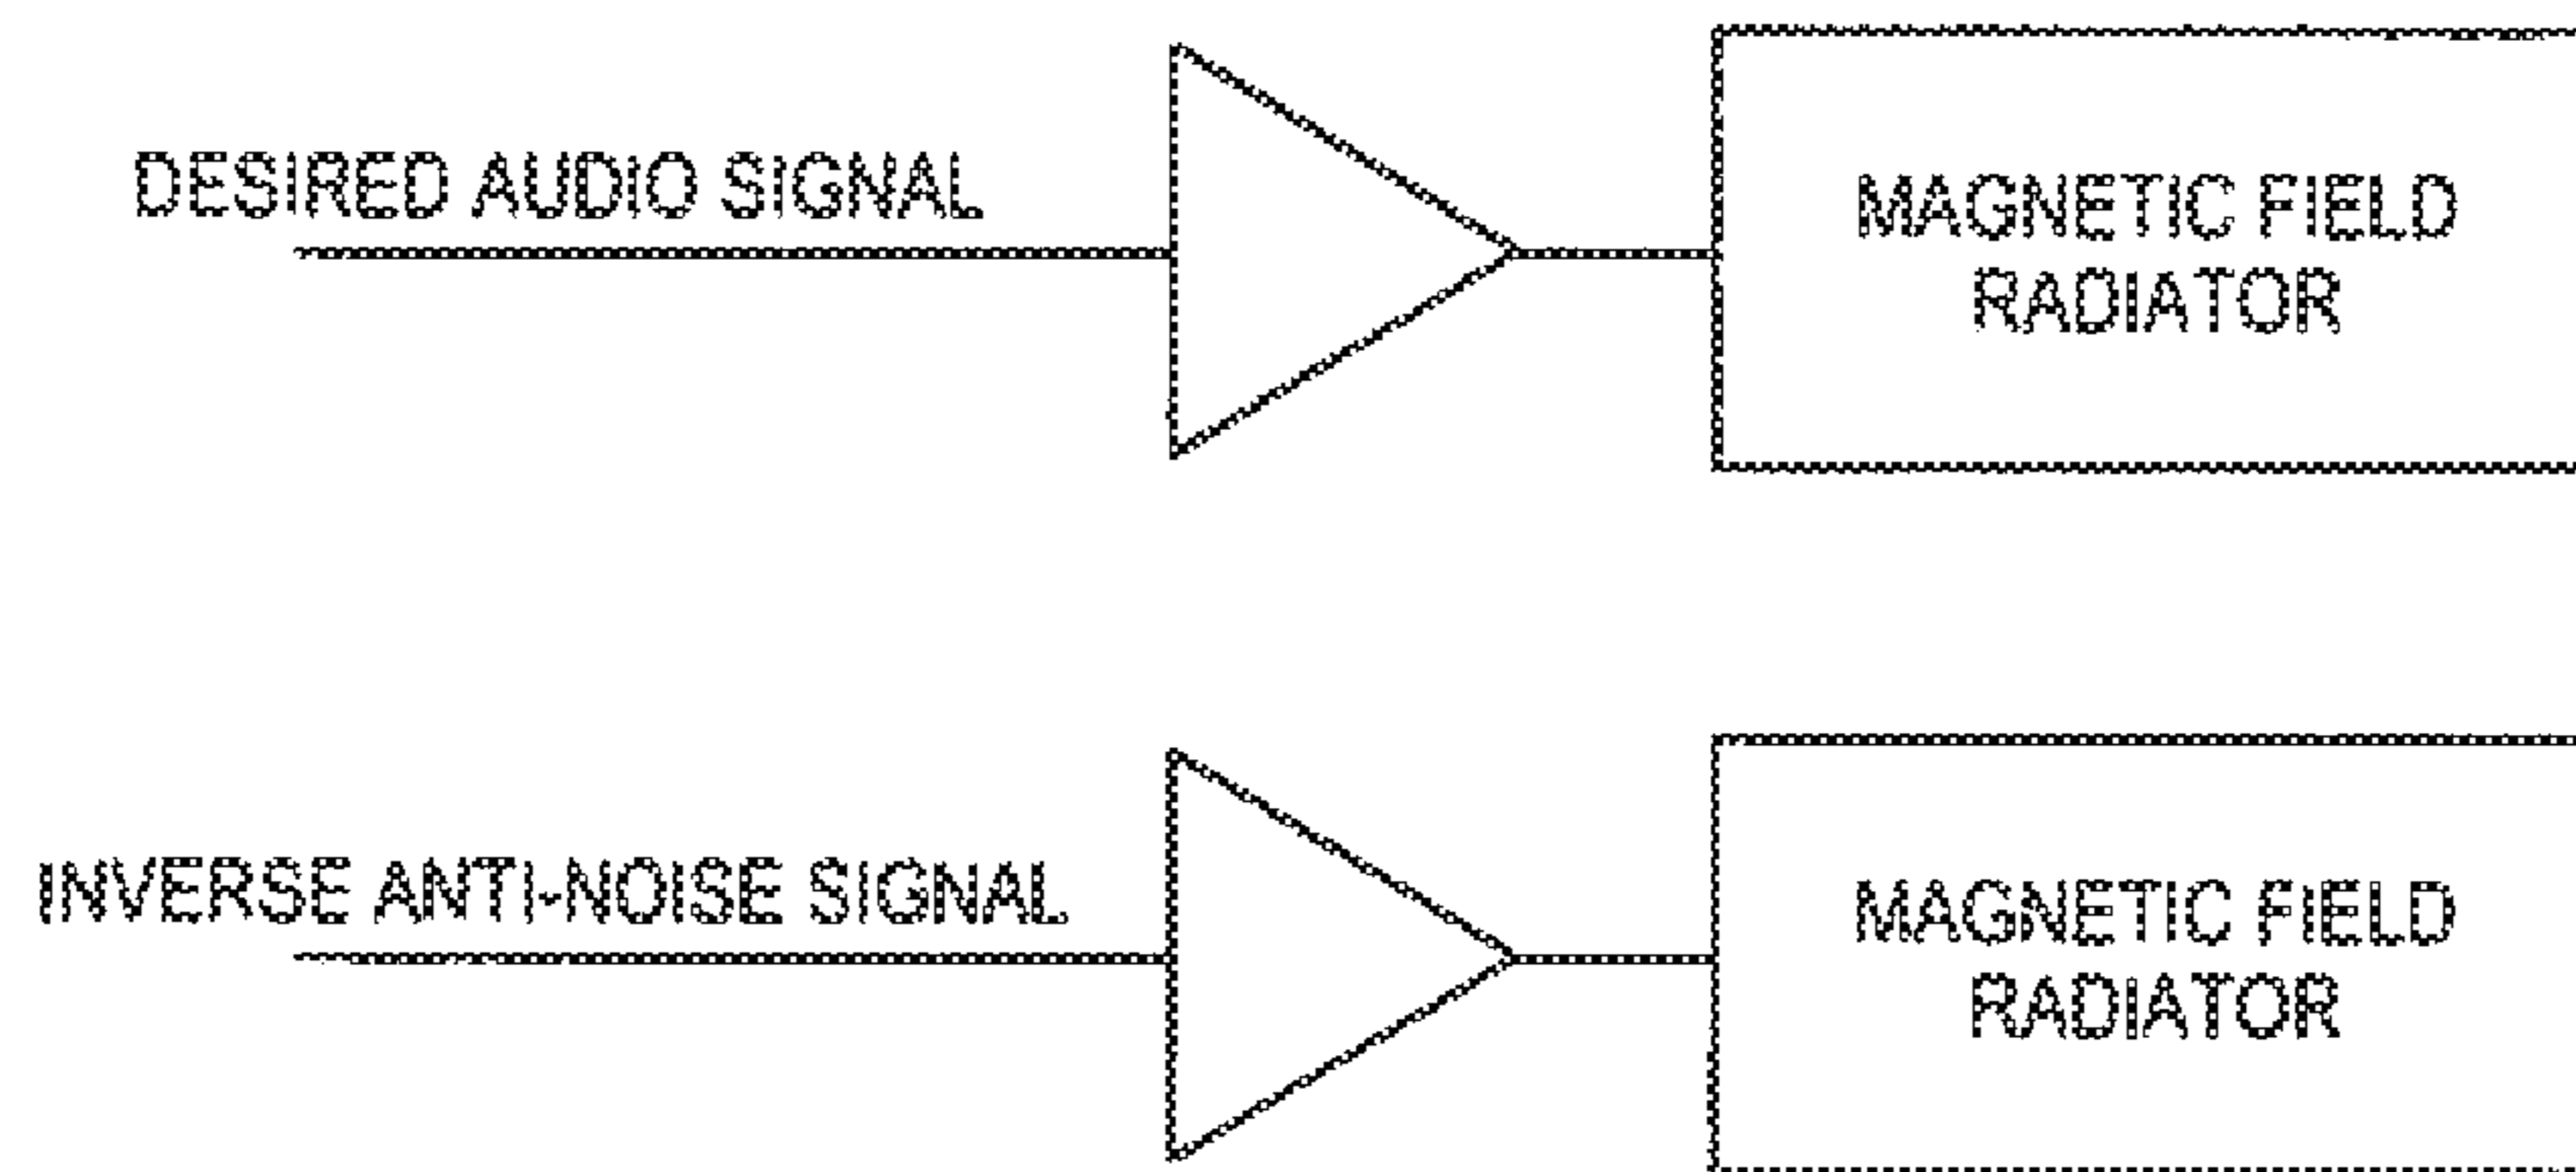 DESIRED AUDIO SIGNAL
MAGNETIC FIELD
RADIATOR
INVERSE ANTI-NOISE SIGNAL
MAGNETIC FIELD
RADIATOR